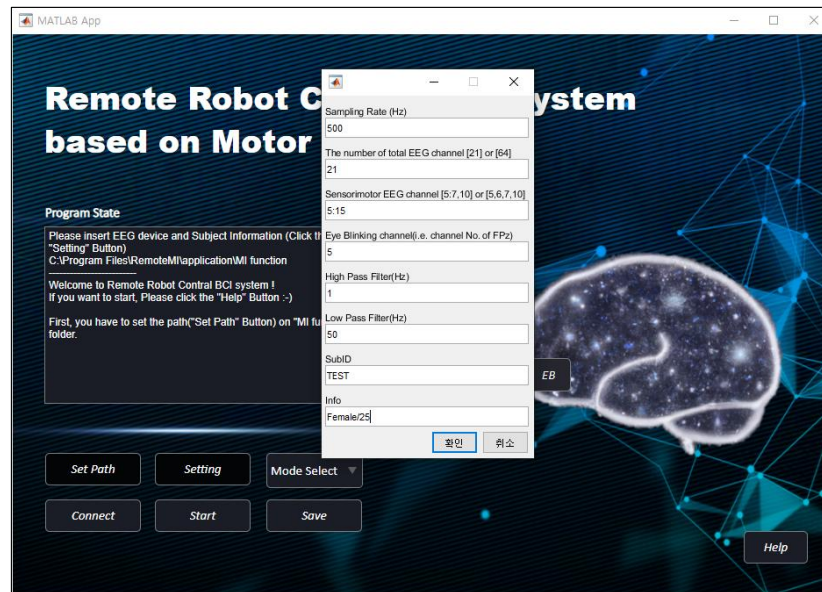 MATLAB App
Remote Robot C ystem
based on Motor
Program State
Please insert EEG device and Subject Information (Click th
"Setting" Button)
C:\Program Files\RemoteMI\application\MI function
--------------------
Welcome to Remote Robot Contral BCI system !
If you want to start, Please click the "Help" Button :-)
First, you have to set the path("Set Path" Button) on "MI fu
folder.
Sampling Rate (Hz)
500
The number of total EEG channel [21] or [64]
21
Sensorimotor EEG channel [5:7,10] or [5,6,7,10]
5:15
Eye Blinking channel(i.e. channel No. of FPz)
5
High Pass Filter(Hz)
1
Low Pass Filter(Hz)
50
SubID
TEST
Info
Female/25
확인 취소
EB
Set Path Setting Mode Select
Connect Start Save
Help